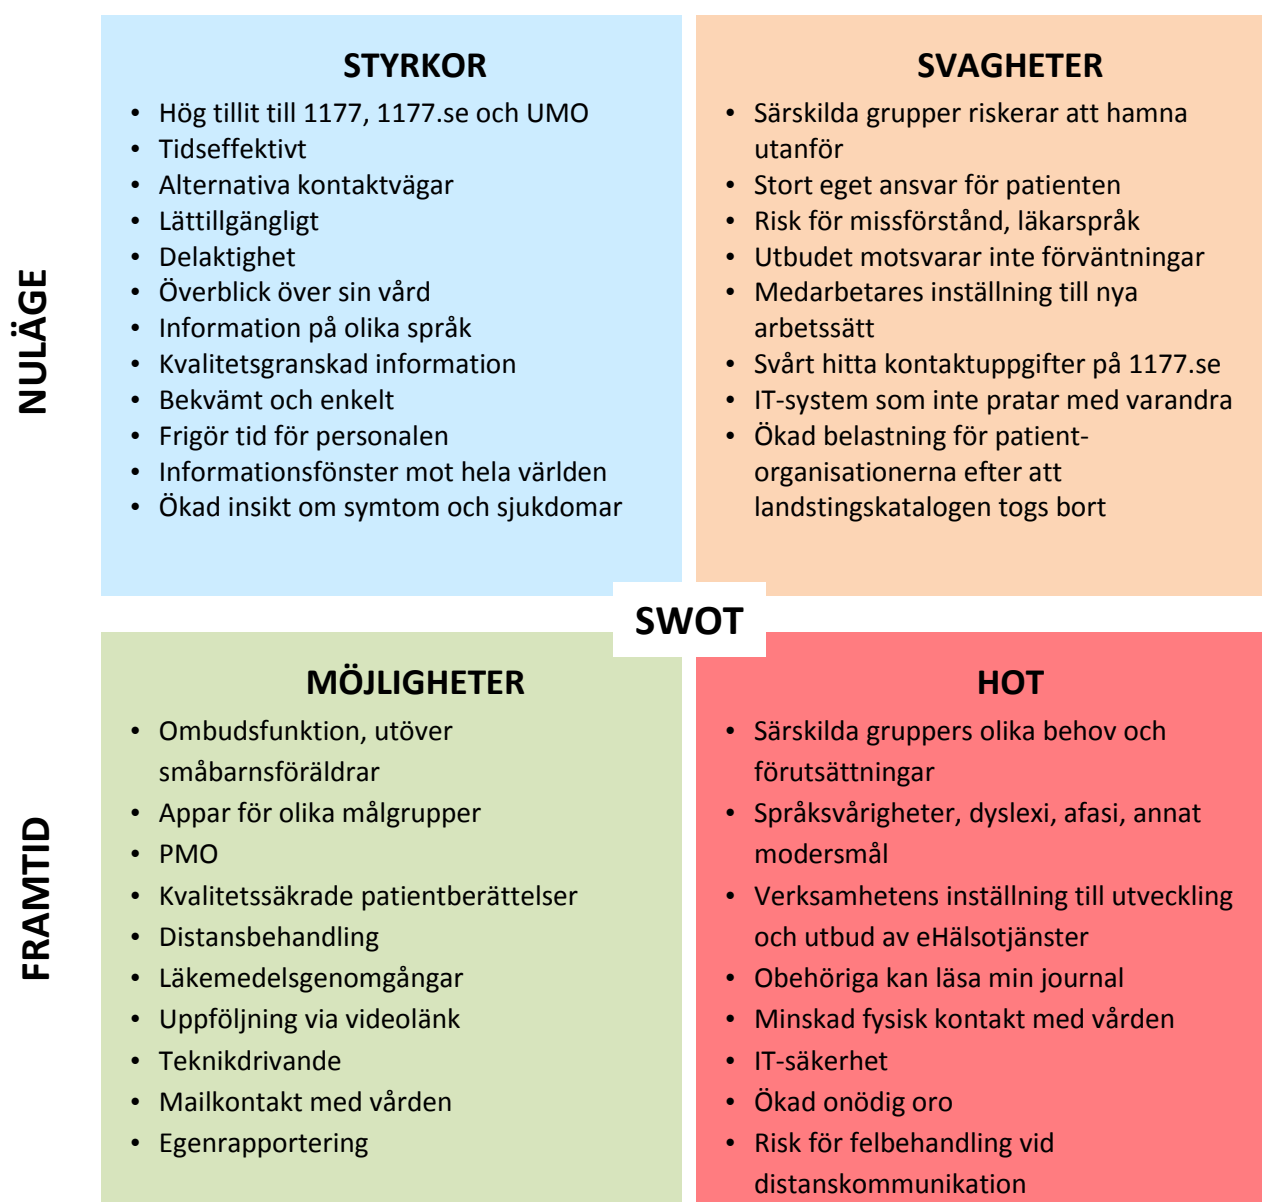 NULÄGE
STYRKOR
• Hög tillit till 1177, 1177.se och UMO
• Tidseffektivt
• Alternativa kontaktvägar
• Lättillgängligt
• Delaktighet
• Överblick över sin vård
• Information på olika språk
• Kvalitetsgranskad information
• Bekvämt och enkelt
• Frigör tid för personalen
• Informationsfönster mot hela världen
• Ökad insikt om symtom och sjukdomar
SVAGHETER
• Särskilda grupper riskerar att hamna
utanför
• Stort eget ansvar för patienten
• Risk för missförstånd, läkarspråk
• Utbudet motsvarar inte förväntningar
• Medarbetares inställning till nya
arbetssätt
• Svårt hitta kontaktuppgifter på 1177.se
• IT-system som inte pratar med varandra
• Ökad belastning för patient-
organisationerna efter att
landstingskatalogen togs bort
SWOT
FRAMTID
MÖJLIGHETER
• Ombudsfunktion, utöver
småbarnsföräldrar
• Appar för olika målgrupper
• PMO
• Kvalitetssäkrade patientberättelser
• Distansbehandling
• Läkemedelsgenomgångar
• Uppföljning via videolänk
• Teknikdrivande
• Mailkontakt med vården
• Egenrapportering
HOT
• Särskilda gruppers olika behov och
förutsättningar
• Språksvårigheter, dyslexi, afasi, annat
modersmål
• Verksamhetens inställning till utveckling
och utbud av eHälsotjänster
• Obehöriga kan läsa min journal
• Minskad fysisk kontakt med vården
• IT-säkerhet
• Ökad onödig oro
• Risk för felbehandling vid
distanskommunikation